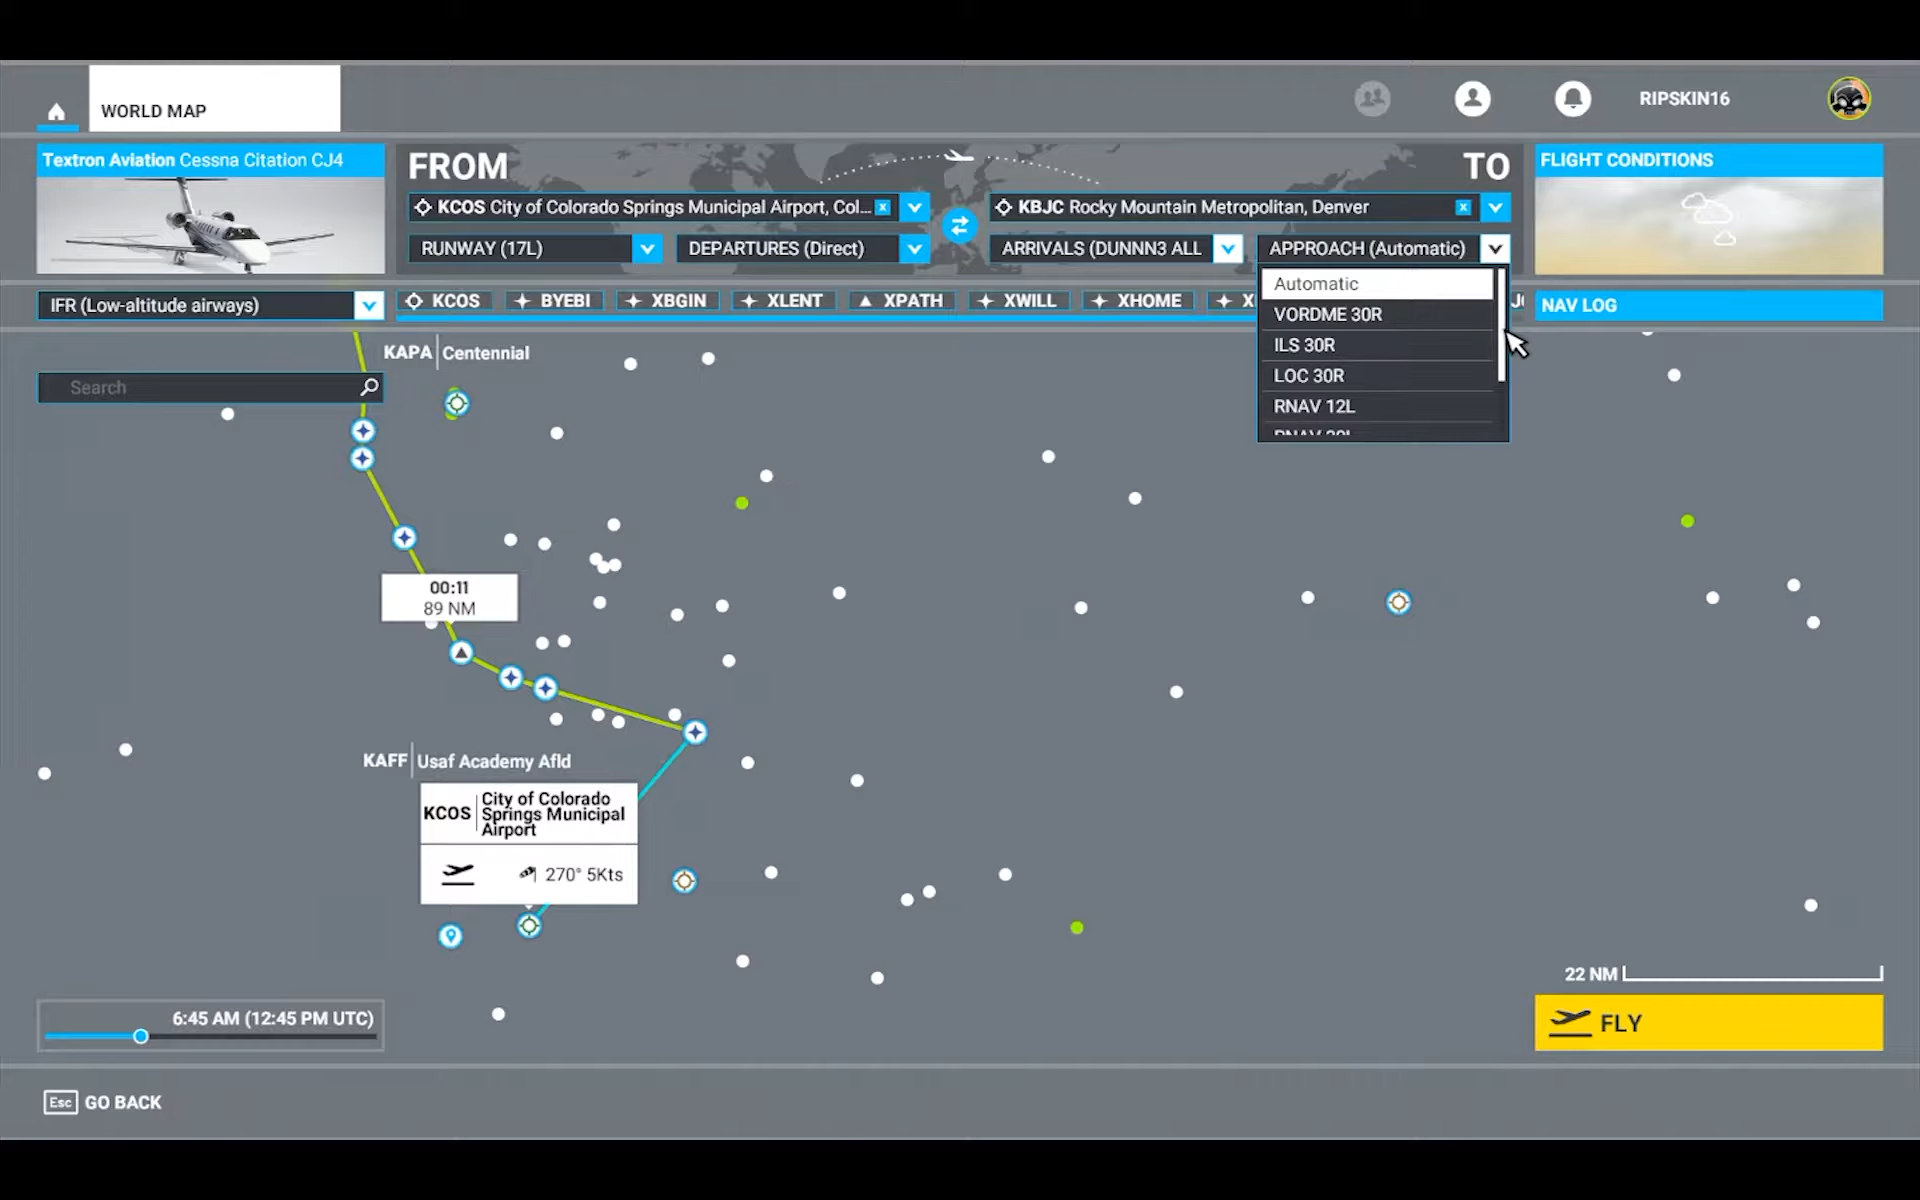 WORLD MAP
RIPSKIN16
Textron Aviation Cessna Citation CJ4
FROM
TO
FLIGHT CONDITIONS
KCOS City of Colorado Springs Municipal Airport, Col...
KBJC Rocky Mountain Metropolitan, Denver
RUNWAY (17L)
DEPARTURES (Direct)
ARRIVALS (DUNNN3 ALL
APPROACH (Automatic)
Automatic
VORDME 30R
ILS 30R
LOC 30R
RNAV 12L
IFR (Low-altitude airways)
KCOS
BYEBI
XBGIN
XLENT
XPATH
XWILL
XHOME
NAV LOG
KAPA Centennial
Search
00:11
89 NM
KAFF Usaf Academy Afld
KCOS City of Colorado
Springs Municipal
Airport
270° 5Kts
22 NM
6:45 AM (12:45 PM UTC)
FLY
Esc GO BACK